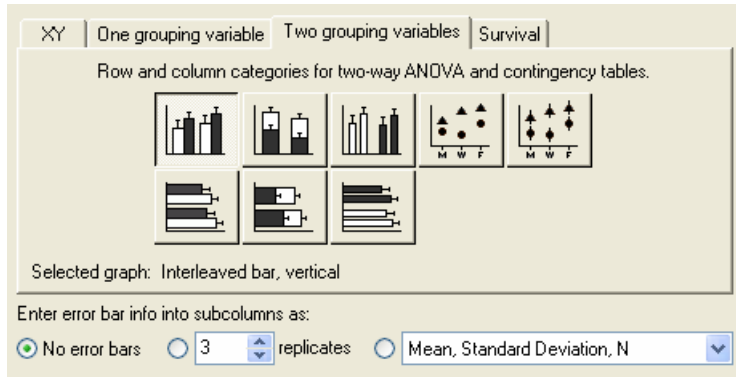 XY One grouping variable Two grouping variables Survival
Row and column categories for two-way ANOVA and contingency tables.
M W F M W F
Selected graph: Interleaved bar, vertical
Enter error bar info into subcolumns as:
No error bars 3 replicates Mean, Standard Deviation, N